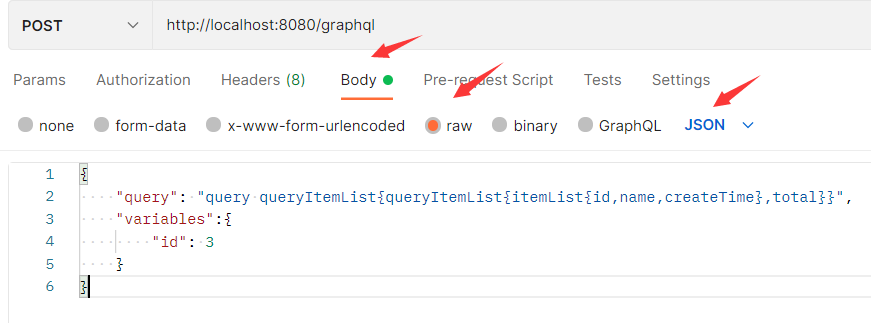 POST http://localhost:8080/graphql
Params Authorization Headers (8) Body Pre-request Script Tests Settings
none form-data x-www-form-urlencoded raw binary GraphQL JSON
1 {
2 "query": "query queryItemList{queryItemList{itemList{id,name,createTime},total}}",
3 "variables":{
4 "id": 3
5 }
6 }